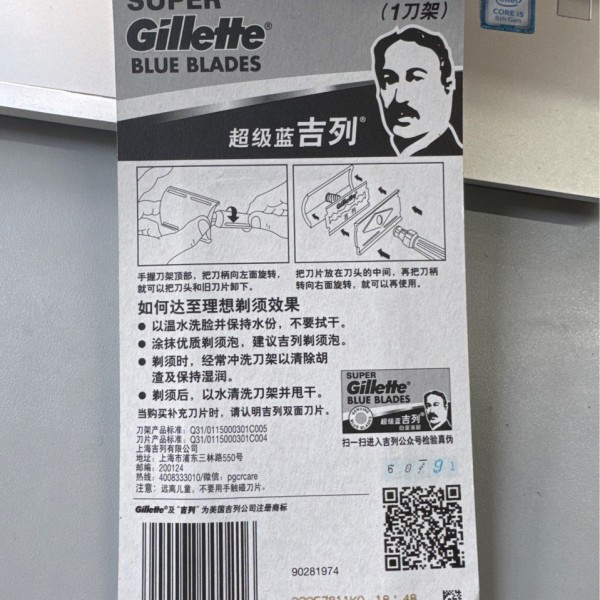 SUPER
Gillette®
BLUE BLADES
(1刀架)
CORE i5
8th Gen
超级蓝吉列®
Gillette
吉列
手握刀架顶部，把刀柄向左面旋转，
就可以把刀头和旧刀片卸下。
把刀片放在刀头的中间，再把刀柄
转向右面旋转，就可以再使用。
如何达至理想剃须效果
● 以温水洗脸并保持水份，不要拭干。
● 涂抹优质剃须泡，建议吉列剃须泡。
● 剃须时，经常冲洗刀架以清除胡
渣及保持湿润。
● 剃须后，以水清洗刀架并甩干。
当购买补充刀片时，请认明吉列双面刀片。
SUPER
Gillette®
BLUE BLADES
超级蓝吉列®
扫一扫进入吉列公众号检验真伪
刀架产品标准：Q31/0115000301C005
刀片产品标准：Q31/0115000301C004
上海吉列有限公司
地址：上海市浦东三林路550号
邮编：200124
热线：4008333010/微信：pgcrcare
注意：远离儿童，不要用手触碰刀片。
Gillette®及“吉列”为美国吉列公司注册商标
90281974